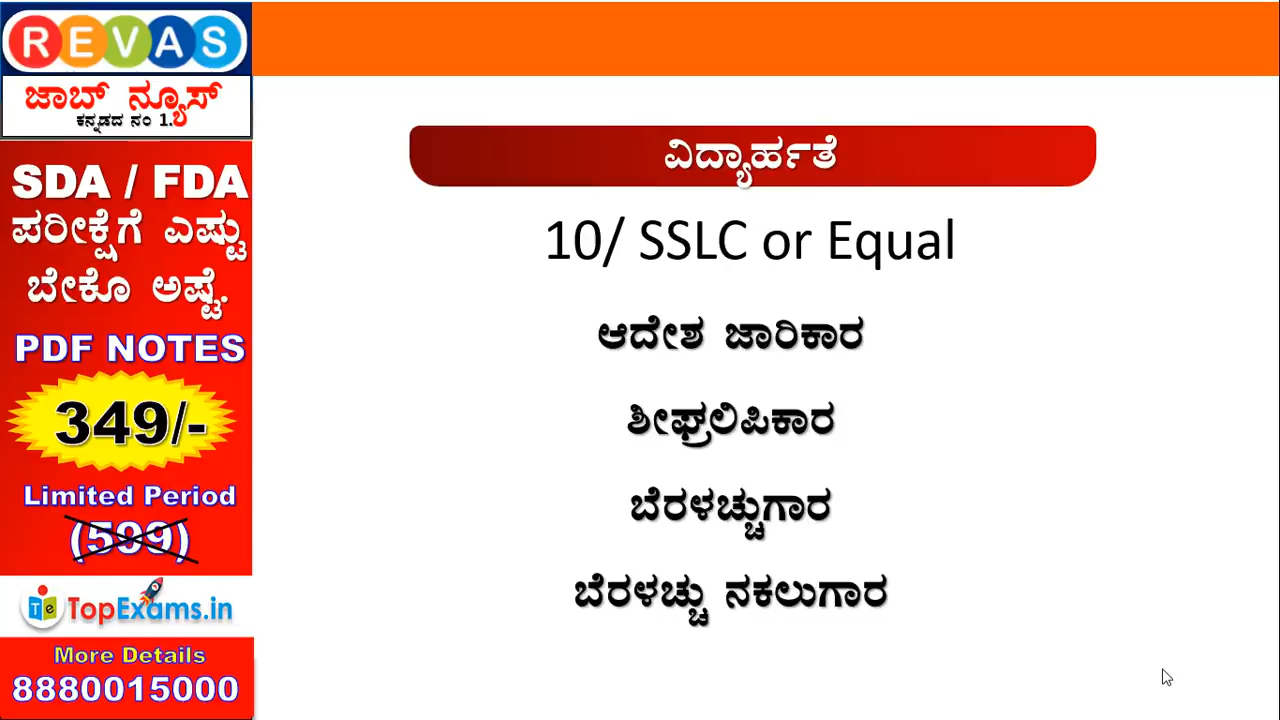 REVAS
ಜಾಬ್ ನ್ಯೂಸ್
ಕನ್ನಡದ ನಂ 1.
SDA / FDA
ಪರೀಕ್ಷೆಗೆ ಎಷ್ಟು
ಬೇಕೊ ಅಷ್ಟೆ.
PDF NOTES
349/-
Limited Period
(599)
Te TopExams.in
More Details
8880015000
ವಿದ್ಯಾರ್ಹತೆ
10/ SSLC or Equal
ಆದೇಶ ಜಾರಿಕಾರ
ಶೀಘ್ರಲಿಪಿಕಾರ
ಬೆರಳಚ್ಚುಗಾರ
ಬೆರಳಚ್ಚು ನಕಲುಗಾರ